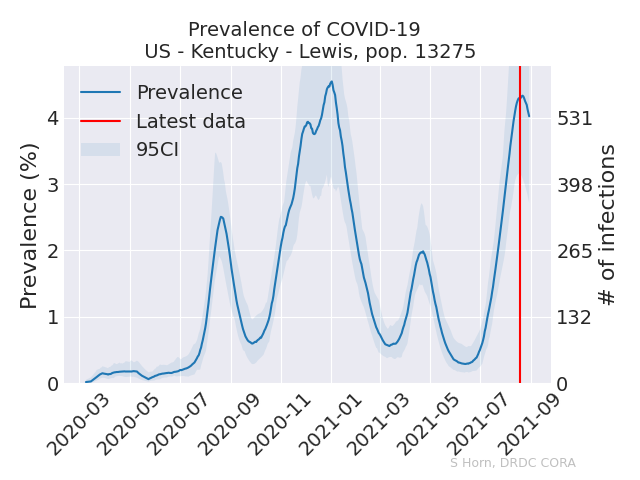 Prevalence of COVID-19
US - Kentucky - Lewis, pop. 13275
Prevalence
Latest data
95CI
Prevalence (%)
4
3
2
1
0
# of infections
531
398
265
132
0
2020-03
2020-05
2020-07
2020-09
2020-11
2021-01
2021-03
2021-05
2021-07
2021-09
S Horn, DRDC CORA